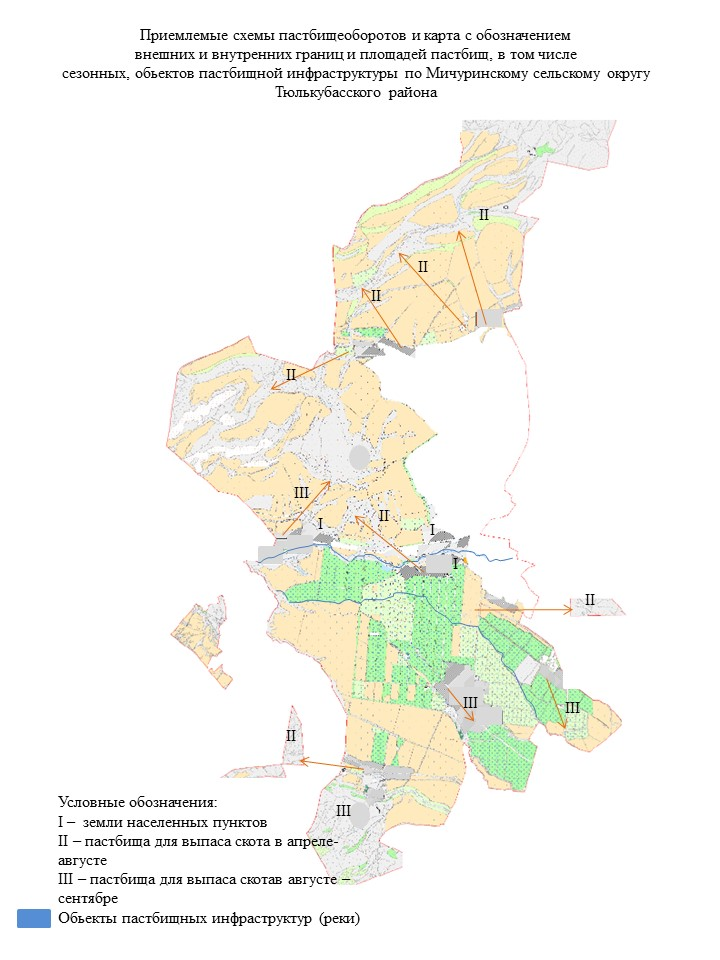 Приемлемые схемы пастбищеоборотов и карта с обозначением
внешних и внутренних границ и площадей пастбищ, в том числе
сезонных, обьектов пастбищной инфраструктуры по Мичуринскому сельскому округу
Тюлькубасского района
II
II
II
II
III
I
II
I
I
II
III
III
II
III
Условные обозначения:
I – земли населенных пунктов
II – пастбища для выпаса скота в апреле-
августе
III – пастбища для выпаса скотав августе –
сентябре
Обьекты пастбищных инфраструктур (реки)